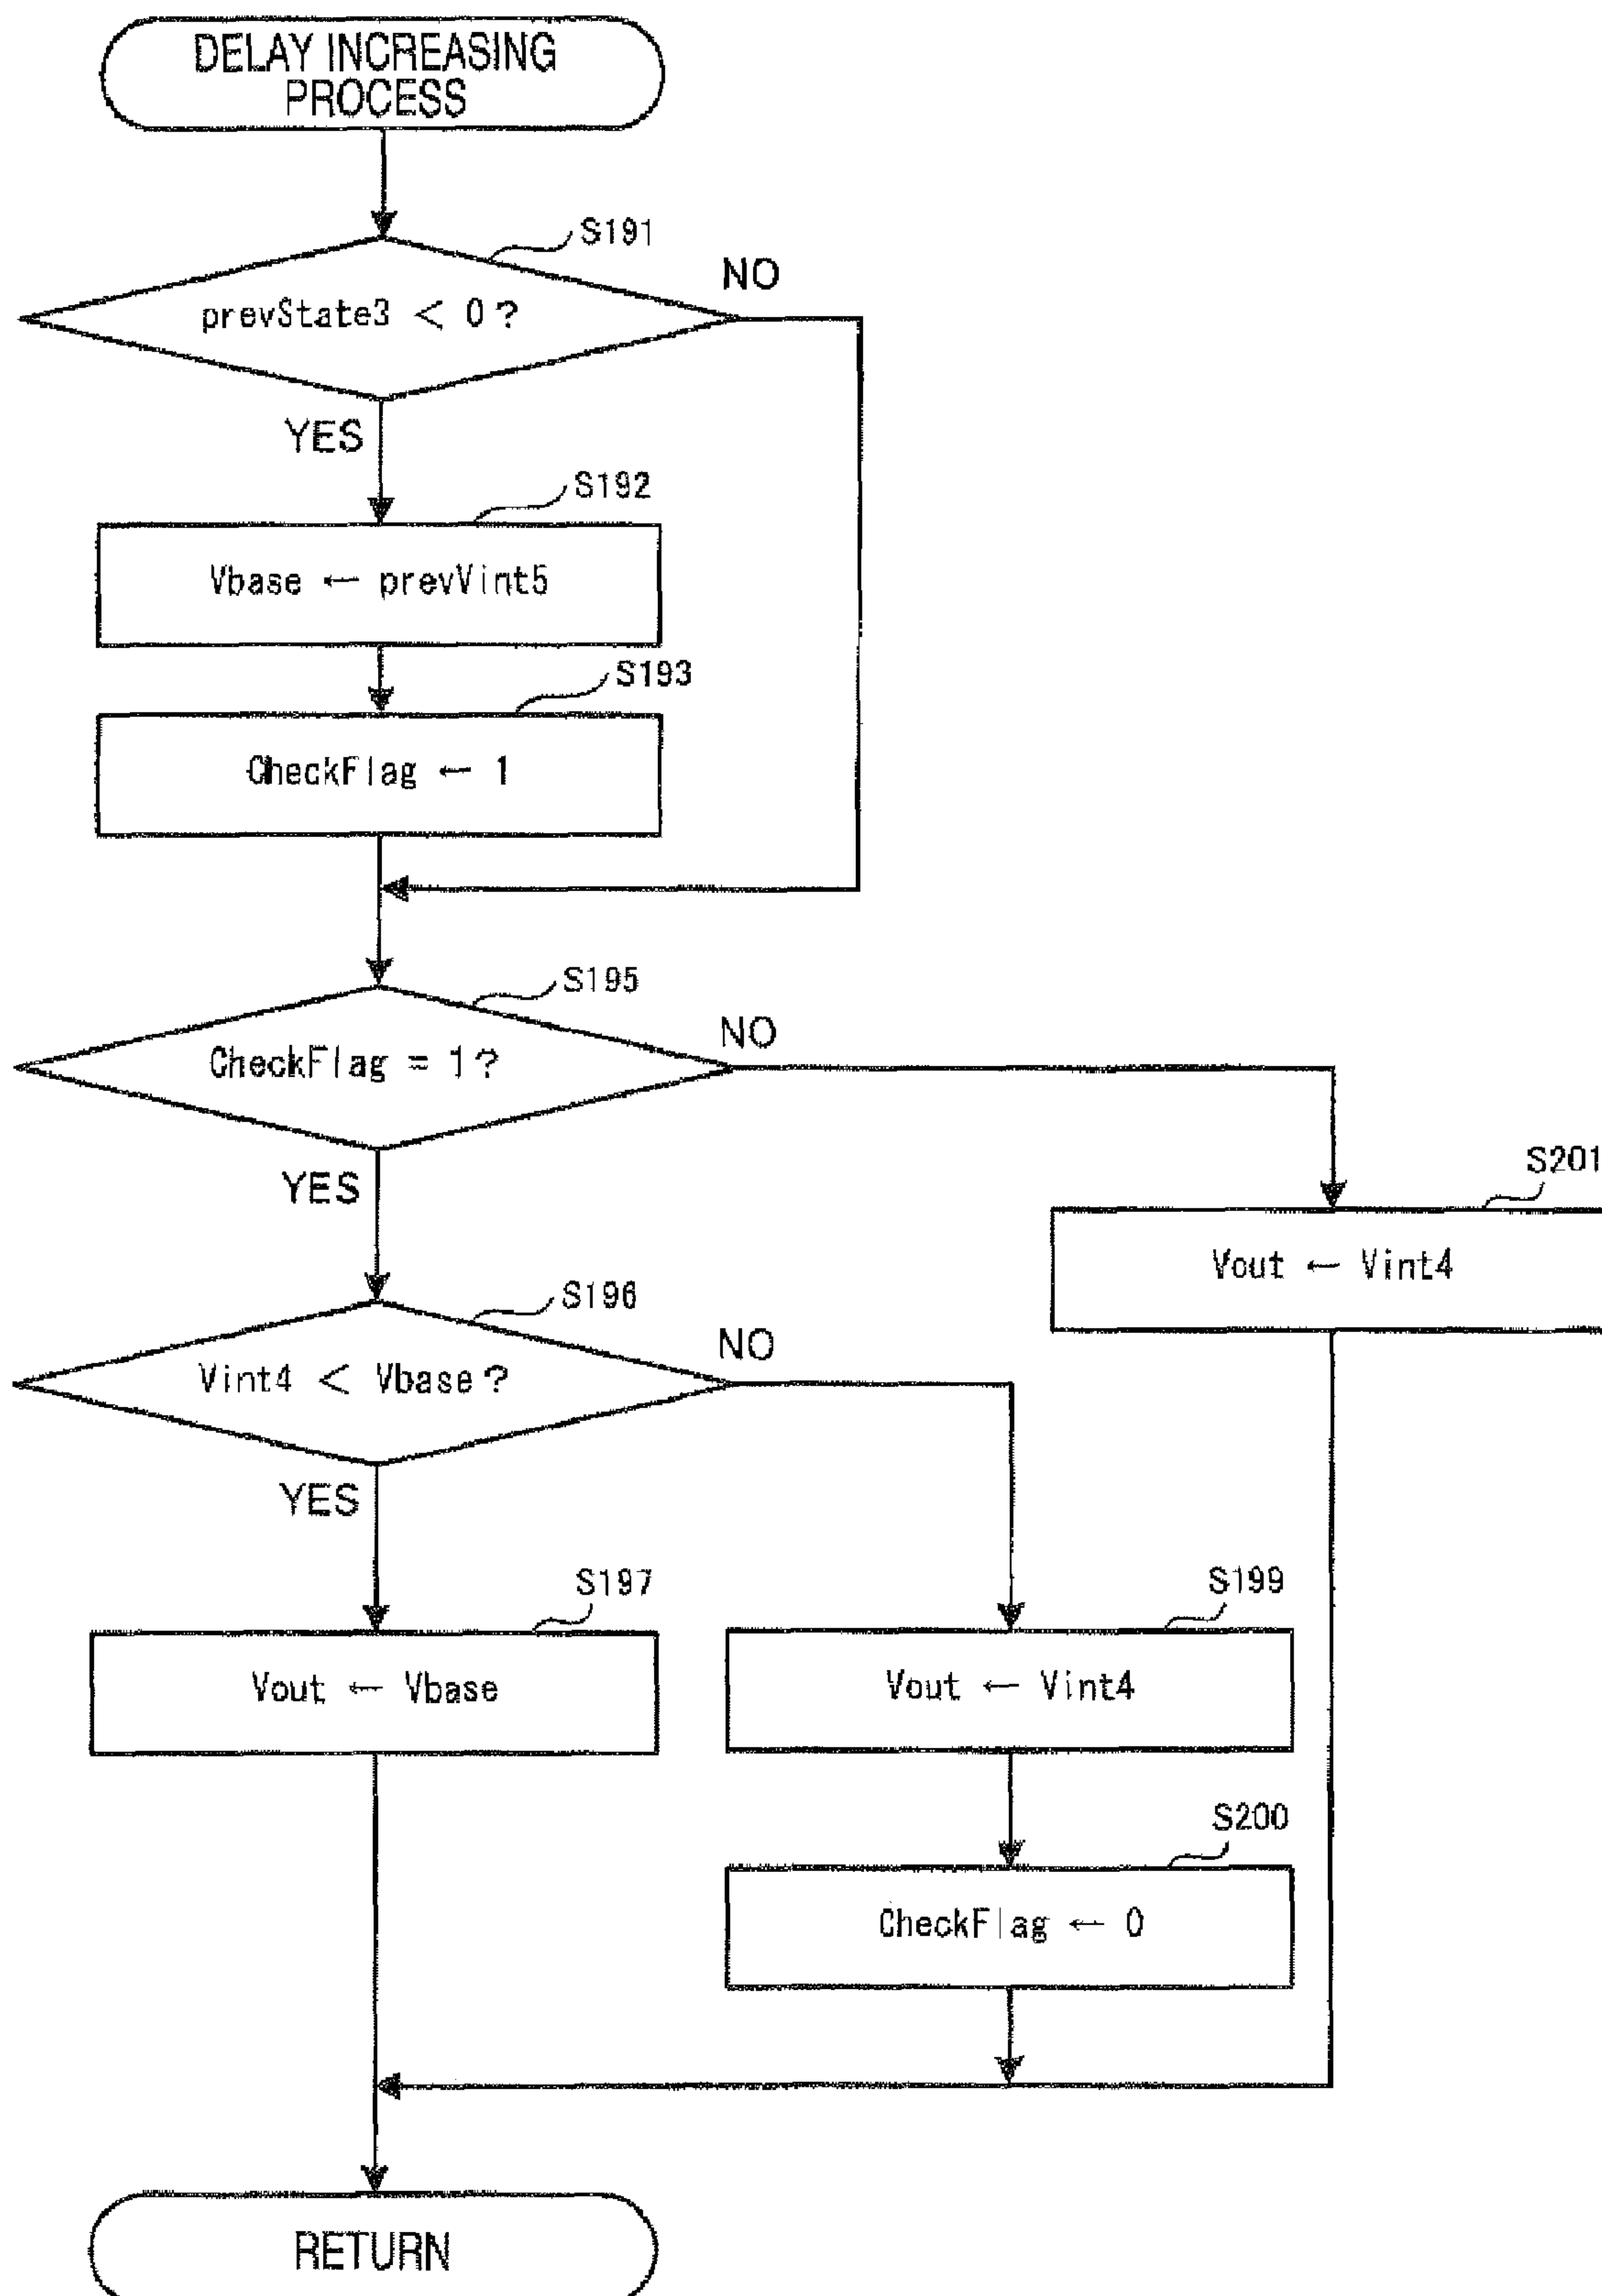 DELAY INCREASING
PROCESS
S191
prevState3 < 0?
NO
YES
S192
Vbase ← prevVint5
S193
CheckFlag ← 1
S195
CheckFlag = 1?
NO
YES
S201
Vout ← Vint4
S196
Vint4 < Vbase?
NO
YES
S197
Vout ← Vbase
S199
Vout ← Vint4
S200
CheckFlag ← 0
RETURN